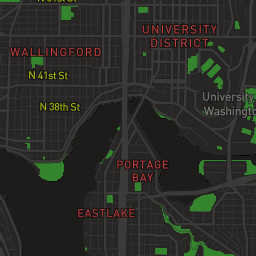 WALLINGFORD
UNIVERSITY
DISTRICT
N 41st St
N 38th St
University
Washington
PORTAGE
BAY
EASTLAKE